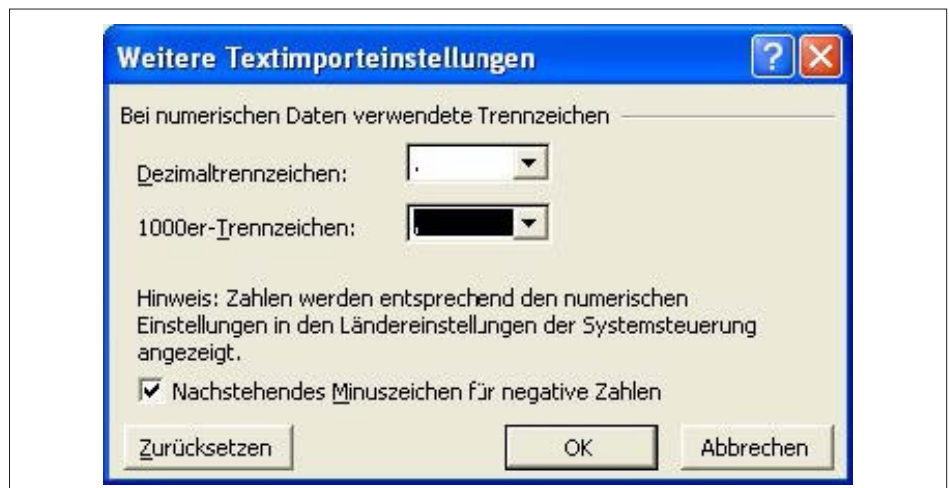 Weitere Textimporteinstellungen
Bei numerischen Daten verwendete Trennzeichen
Dezimaltrennzeichen: .
1000er-Trennzeichen: ,
Hinweis: Zahlen werden entsprechend den numerischen
Einstellungen in den Ländereinstellungen der Systemsteuerung
angezeigt.
Nachstehendes Minuszeichen für negative Zahlen
Zurücksetzen OK Abbrechen